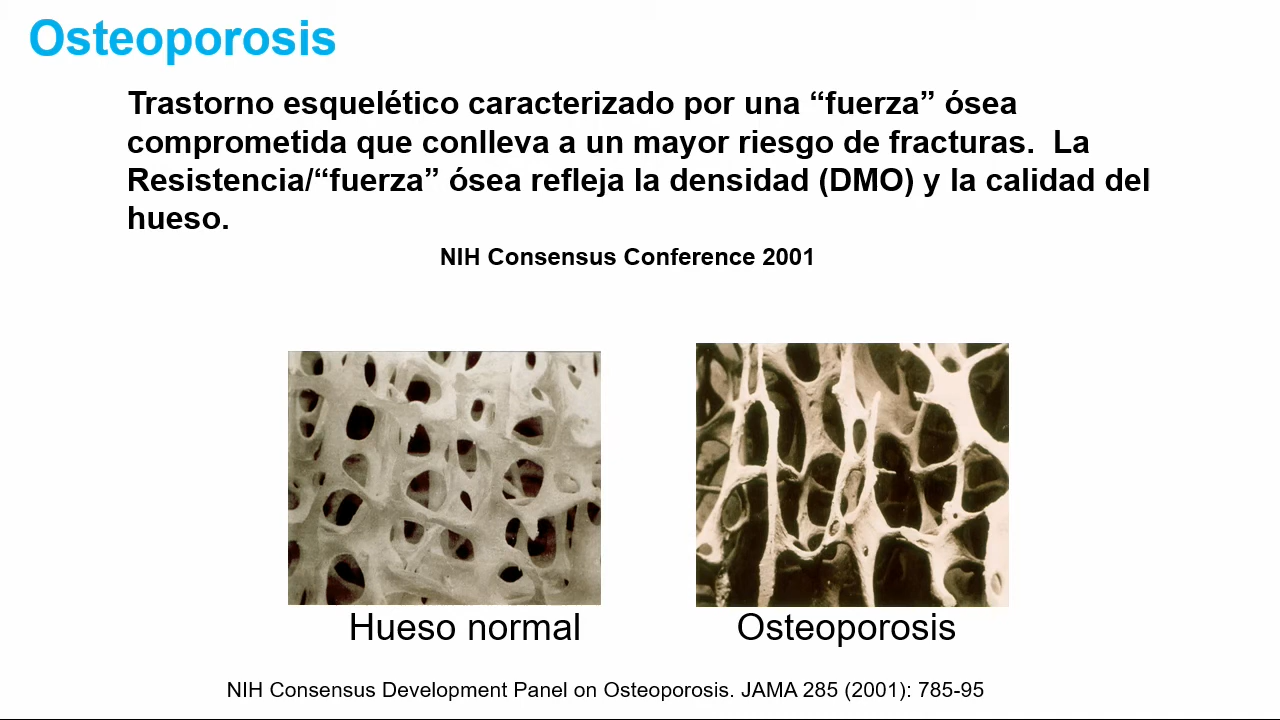 Osteoporosis
Trastorno esquelético caracterizado por una “fuerza” ósea
comprometida que conlleva a un mayor riesgo de fracturas.  La
Resistencia/“fuerza” ósea refleja la densidad (DMO) y la calidad del
hueso.
NIH Consensus Conference 2001
Hueso normal
Osteoporosis
NIH Consensus Development Panel on Osteoporosis. JAMA 285 (2001): 785-95